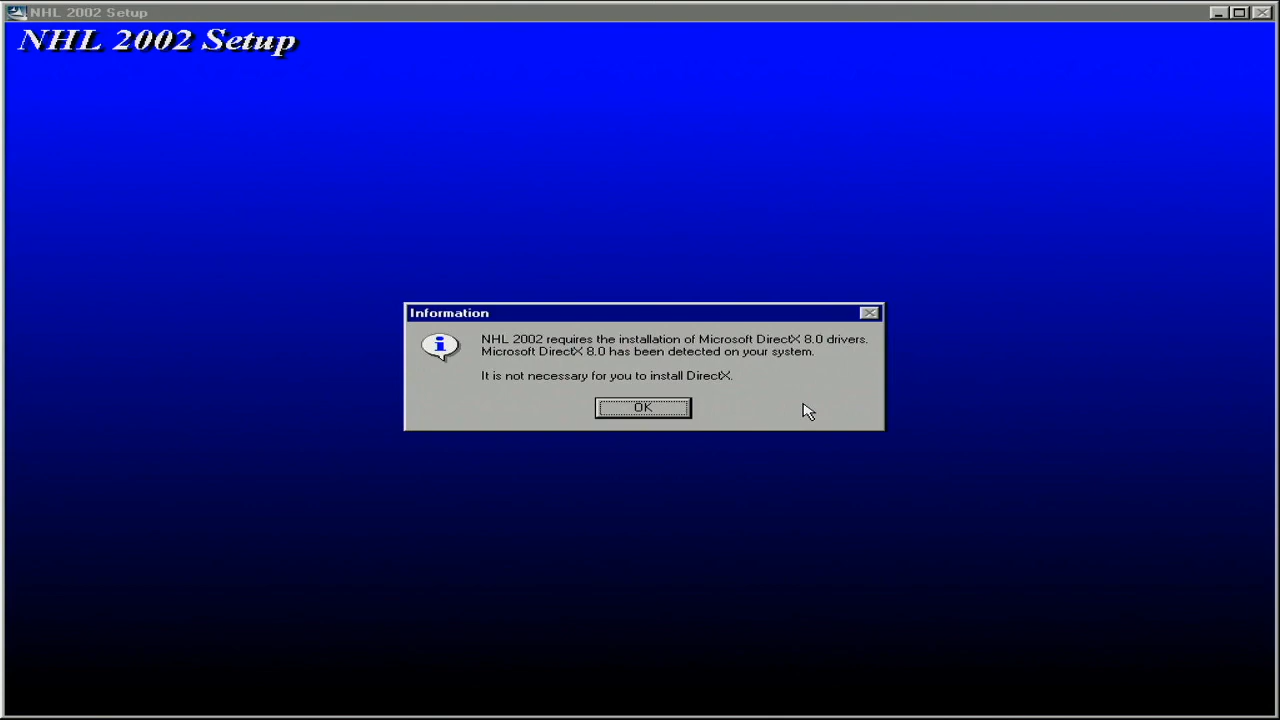 NHL 2002 Setup
NHL 2002 Setup
Information
NHL 2002 requires the installation of Microsoft DirectX 8.0 drivers.
Microsoft DirectX 8.0 has been detected on your system.
It is not necessary for you to install DirectX.
OK